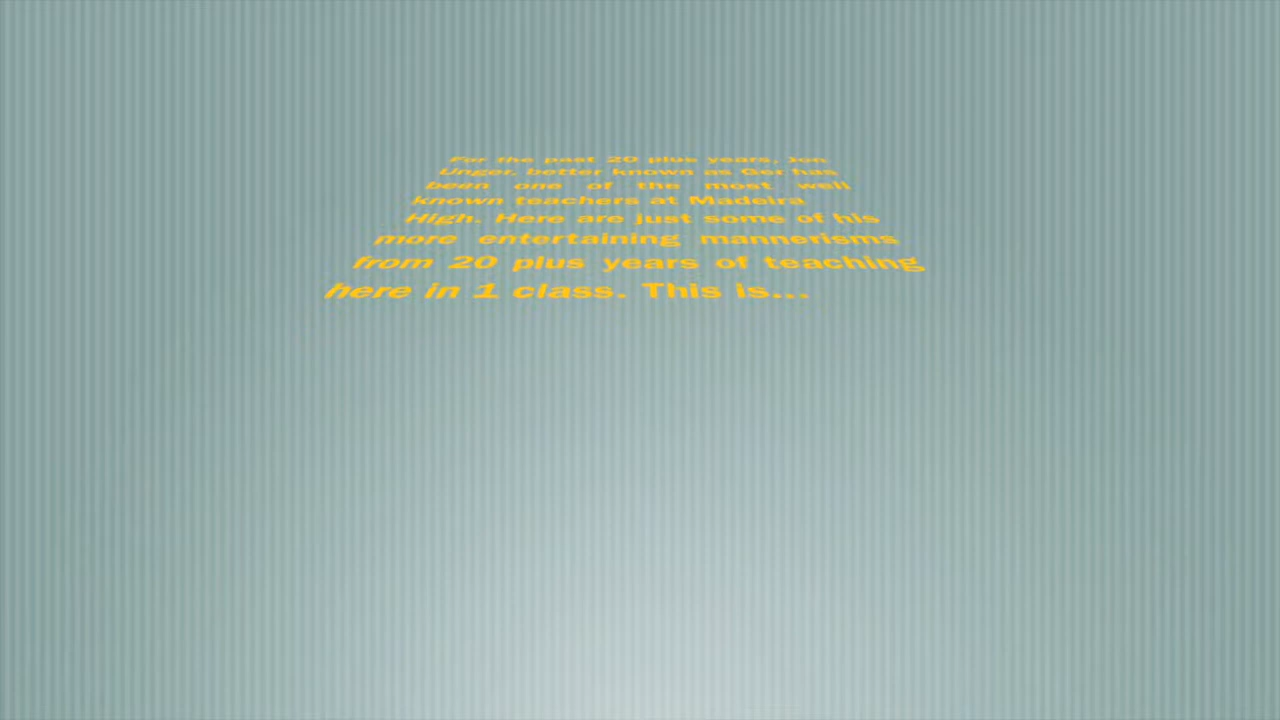 For the past 20 plus years, Jon
Unger, better known as Ger has
been one of the most well
known teachers at Madeira
High. Here are just some of his
more entertaining mannerisms
from 20 plus years of teaching
here in 1 class. This is...